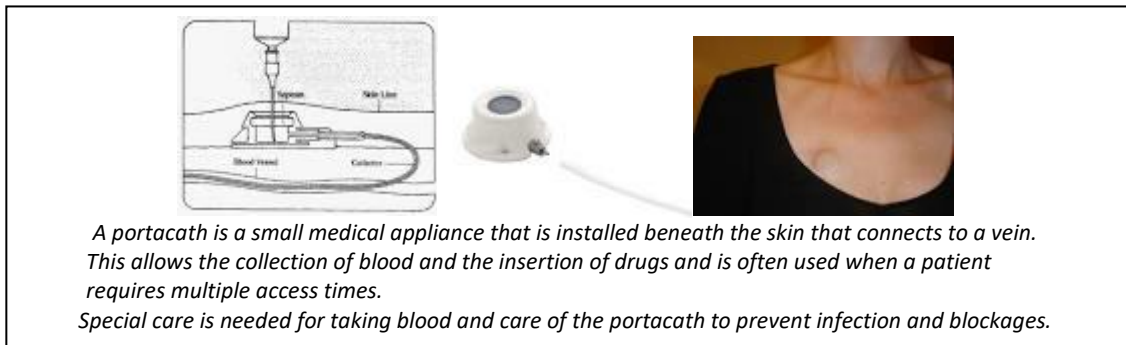 Septum
Skin Line
Blood Vessel
Catheter
A portacath is a small medical appliance that is installed beneath the skin that connects to a vein.
This allows the collection of blood and the insertion of drugs and is often used when a patient
requires multiple access times.
Special care is needed for taking blood and care of the portacath to prevent infection and blockages.